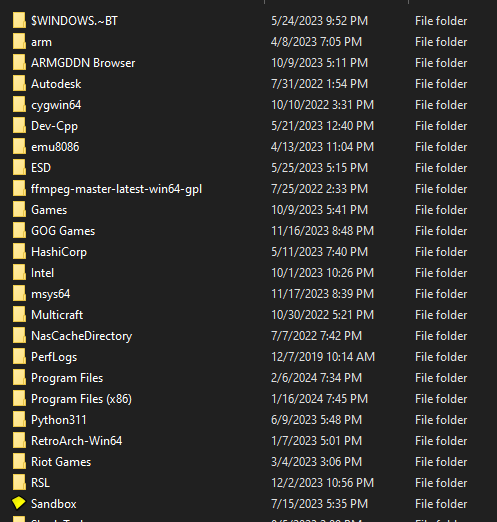 $WINDOWS.~BT 5/24/2023 9:52 PM File folder
arm 4/8/2023 7:05 PM File folder
ARMGDDN Browser 10/9/2023 5:11 PM File folder
Autodesk 7/31/2022 1:54 PM File folder
cygwin64 10/10/2022 3:31 PM File folder
Dev-Cpp 5/21/2023 12:40 PM File folder
emu8086 4/13/2023 11:04 PM File folder
ESD 5/25/2023 5:15 PM File folder
ffmpeg-master-latest-win64-gpl 7/25/2022 2:33 PM File folder
Games 10/9/2023 5:41 PM File folder
GOG Games 11/16/2023 8:48 PM File folder
HashiCorp 5/11/2023 7:40 PM File folder
Intel 10/1/2023 10:26 PM File folder
msys64 11/17/2023 8:39 PM File folder
Multicraft 10/30/2022 5:21 PM File folder
NasCacheDirectory 7/7/2022 7:42 PM File folder
PerfLogs 12/7/2019 10:14 AM File folder
Program Files 2/6/2024 7:34 PM File folder
Program Files (x86) 1/16/2024 7:45 PM File folder
Python311 6/9/2023 5:48 PM File folder
RetroArch-Win64 1/7/2023 5:01 PM File folder
Riot Games 3/4/2023 3:06 PM File folder
RSL 12/2/2023 10:56 PM File folder
Sandbox 7/15/2023 5:35 PM File folder